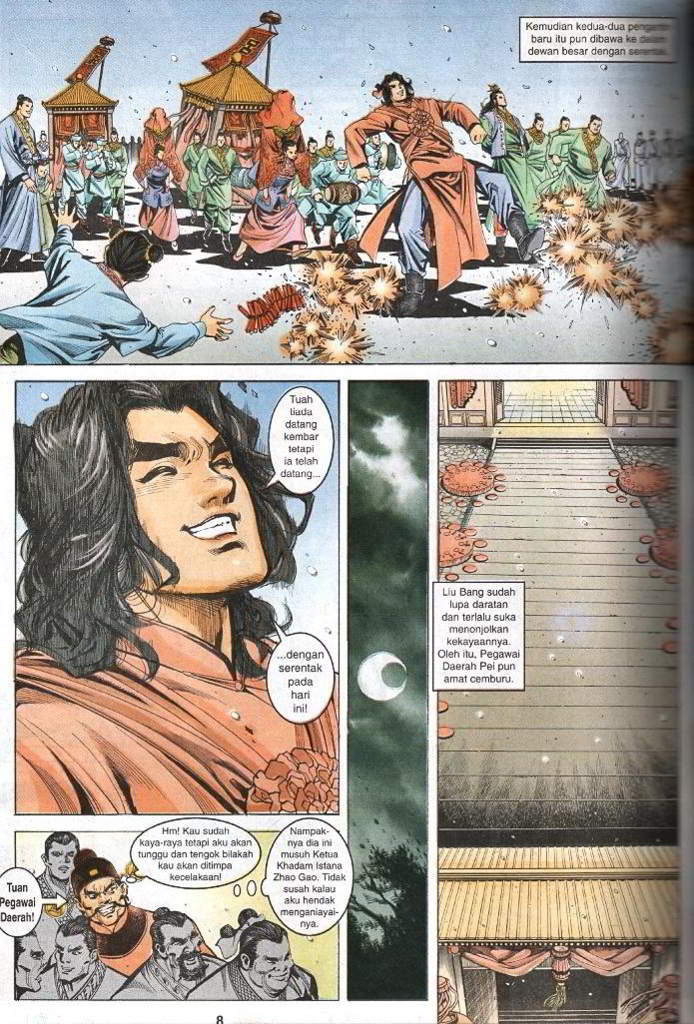 Kemudian kedua-dua pengantin
baru itu pun dibawa ke dalam
dewan besar dengan serentak.
Tuah
tiada
datang
kembar
tetapi
ia telah
datang...
...dengan
serentak
pada
hari
ini!
Liu Bang sudah
lupa daratan
dan terlalu suka
menonjolkan
kekayaannya.
Oleh itu, Pegawai
Daerah Pei pun
amat cemburu.
Tuan
Pegawai
Daerah!
Hm! Kau sudah
kaya-raya tetapi aku akan
tunggu dan tengok bilakah
kau akan ditimpa
kecelakaan!
Nampak-
nya dia ini
musuh Ketua
Khadam Istana
Zhao Gao. Tidak
susah kalau
aku hendak
menganiayai-
nya.
8